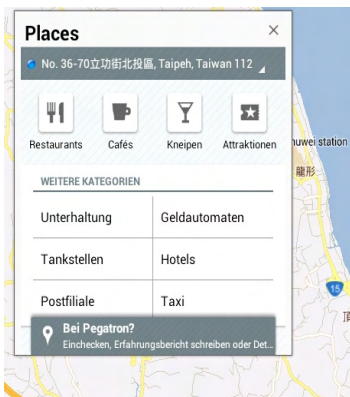 Places
No. 36-70立功街北投區, Taipeh, Taiwan 112
Restaurants
Cafés
Kneipen
Attraktionen
WEITERE KATEGORIEN
Unterhaltung
Geldautomaten
Tankstellen
Hotels
Postfiliale
Taxi
Bei Pegatron?
Einchecken, Erfahrungsbericht schreiben oder Det...
huwei station
龍形
15